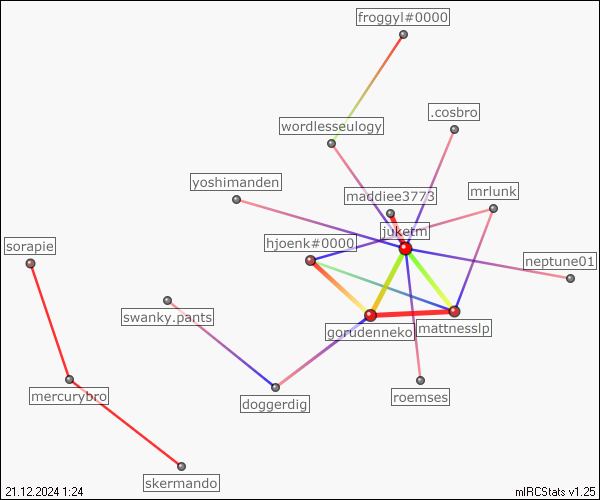 froggyl#0000
.cosbro
wordlesseulogy
yoshimanden
maddiee3773
mrlunk
juketm
hjoenk#0000
sorapie
neptune01
swanky.pants
gorudenneko
mattnesslp
mercurybro
doggerdig
roemses
skermando
21.12.2024 1:24
mIRCStats v1.25